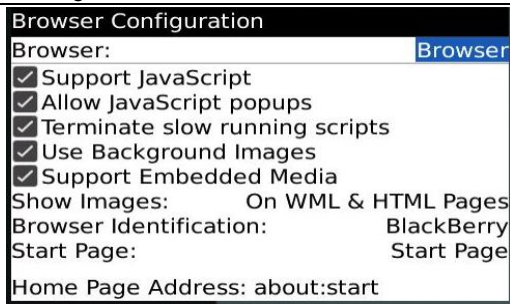 Browser Configuration
Browser: Browser
Support JavaScript
Allow JavaScript popups
Terminate slow running scripts
Use Background Images
Support Embedded Media
Show Images: On WML & HTML Pages
Browser Identification: BlackBerry
Start Page: Start Page
Home Page Address: about:start